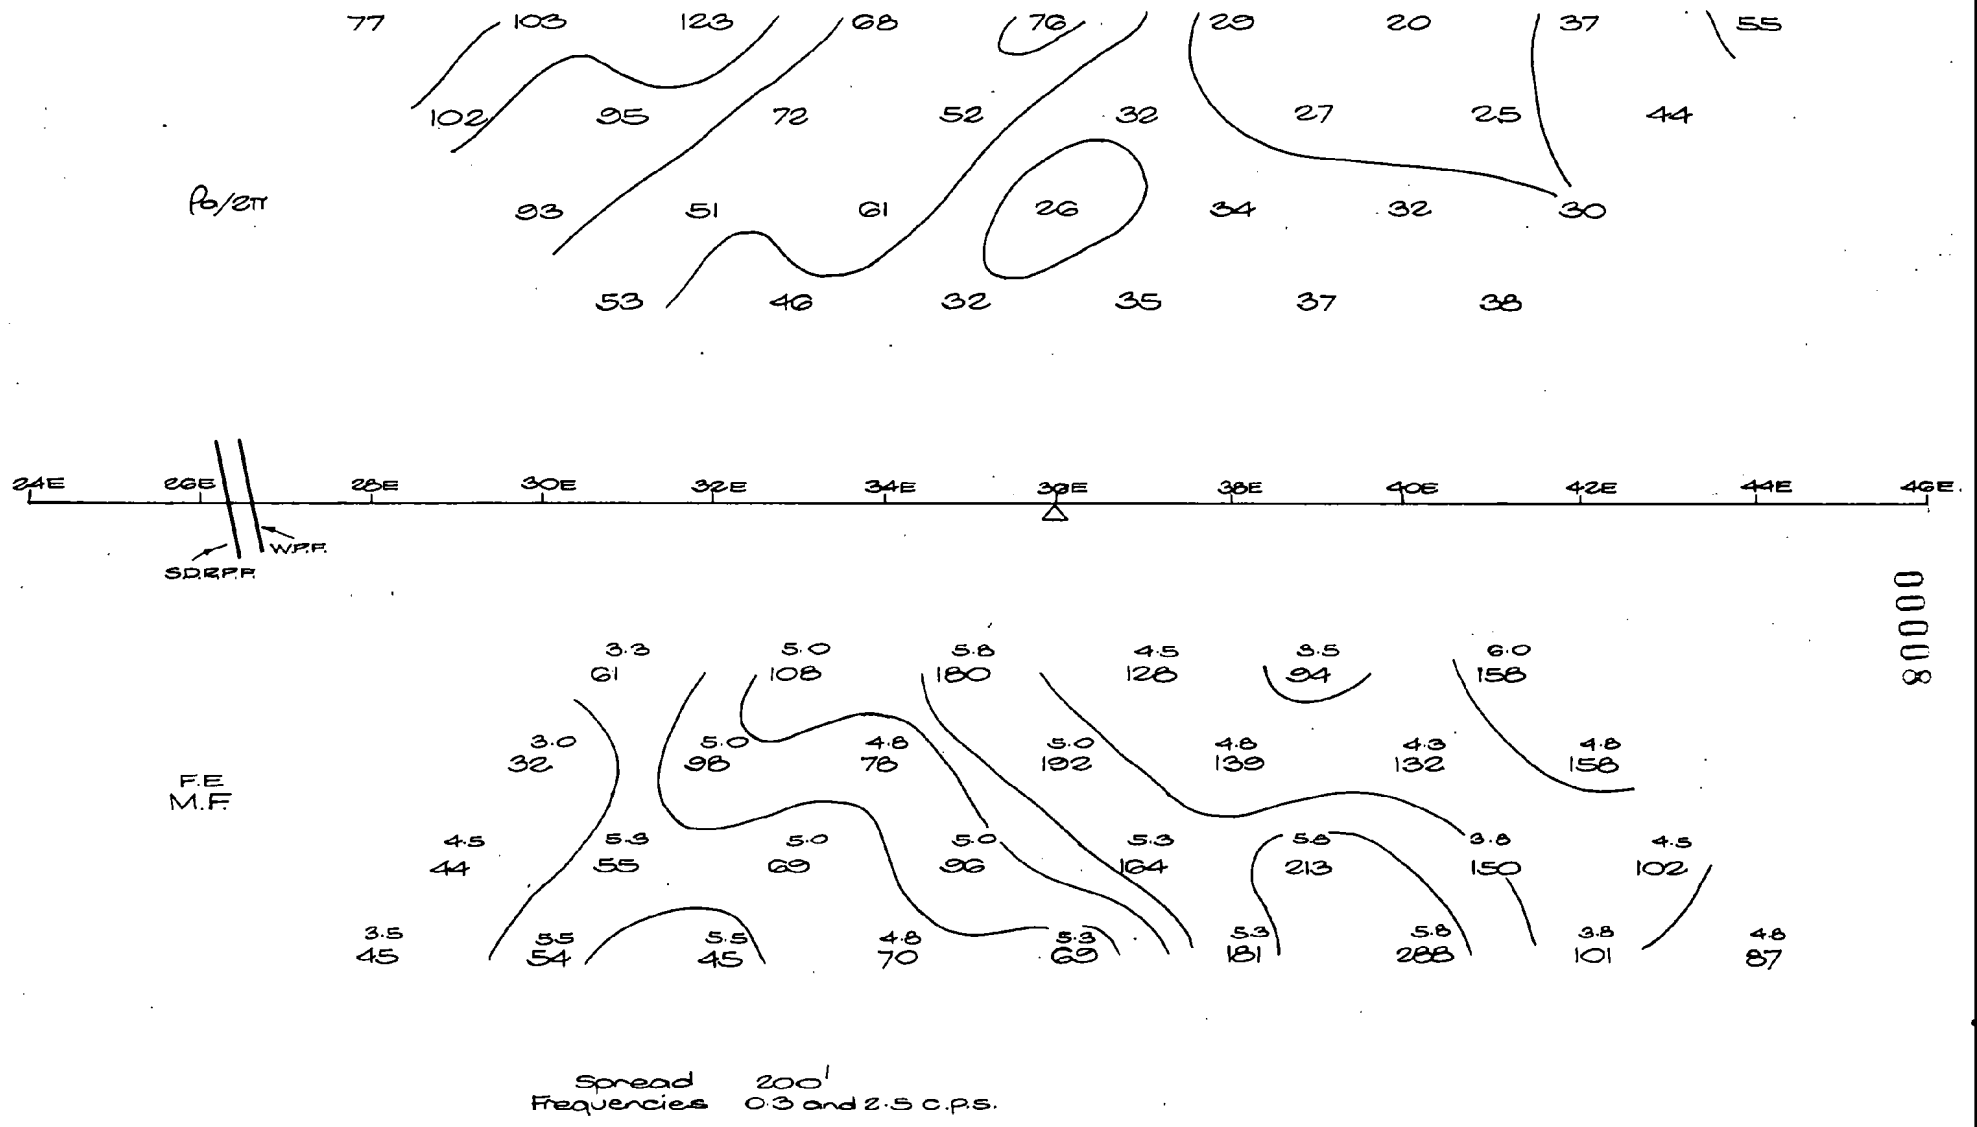 77 103 123 68 76 29 20 37 55
102 95 72 52 32 27 25 44
ρa/2π 93 51 61 26 34 32 30
53 46 32 35 37 38
24E 26E 28E 30E 32E 34E 36E 38E 40E 42E 44E 46E.
W.P.F.
S.D.R.P.F.
00008
3.3 5.0 5.8 4.5 3.5 6.0
61 108 180 128 94 158
3.0 5.0 4.8 5.0 4.8 4.3 4.8
32 98 78 192 139 132 158
F.E
M.F.
4.5 5.3 5.0 5.0 5.3 5.8 3.8 4.5
44 55 69 96 164 213 150 102
3.5 5.5 5.5 4.8 5.3 5.3 5.8 3.8 4.8
45 54 45 70 69 181 288 101 87
Spread 200'
Frequencies 0.3 and 2.5 c.p.s.